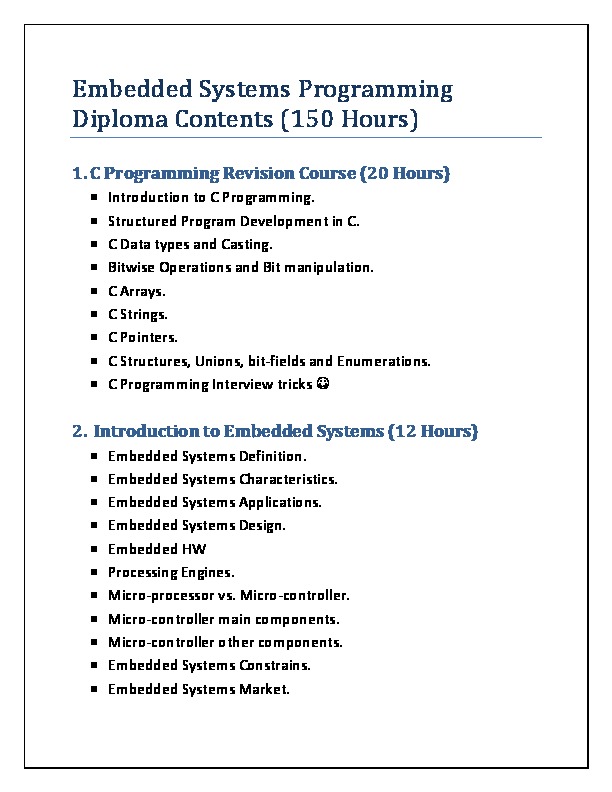 Embedded Systems Programming
Diploma Contents (150 Hours)
1. C Programming Revision Course {20 Hours}
▪ Introduction to C Programming.
▪ Structured Program Development in C.
▪ C Data types and Casting.
▪ Bitwise Operations and Bit manipulation.
▪ C Arrays.
▪ C Strings.
▪ C Pointers.
▪ C Structures, Unions, bit-fields and Enumerations.
▪ C Programming Interview tricks ☺
2. Introduction to Embedded Systems {12 Hours}
▪ Embedded Systems Definition.
▪ Embedded Systems Characteristics.
▪ Embedded Systems Applications.
▪ Embedded Systems Design.
▪ Embedded HW
▪ Processing Engines.
▪ Micro-processor vs. Micro-controller.
▪ Micro-controller main components.
▪ Micro-controller other components.
▪ Embedded Systems Constrains.
▪ Embedded Systems Market.